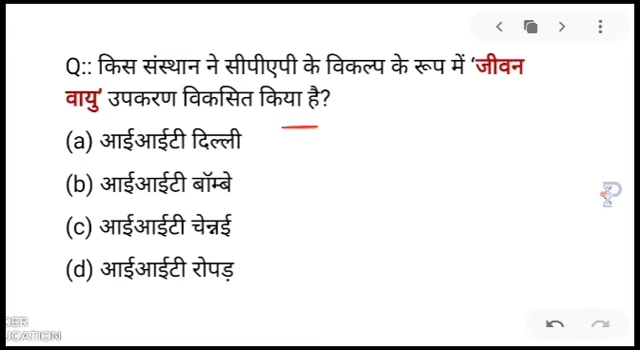 Q:: किस संस्थान ने सीपीएपी के विकल्प के रूप में ‘जीवन
वायु’ उपकरण विकसित किया है?
(a) आईआईटी दिल्ली
(b) आईआईटी बॉम्बे
(c) आईआईटी चेन्नई
(d) आईआईटी रोपड़